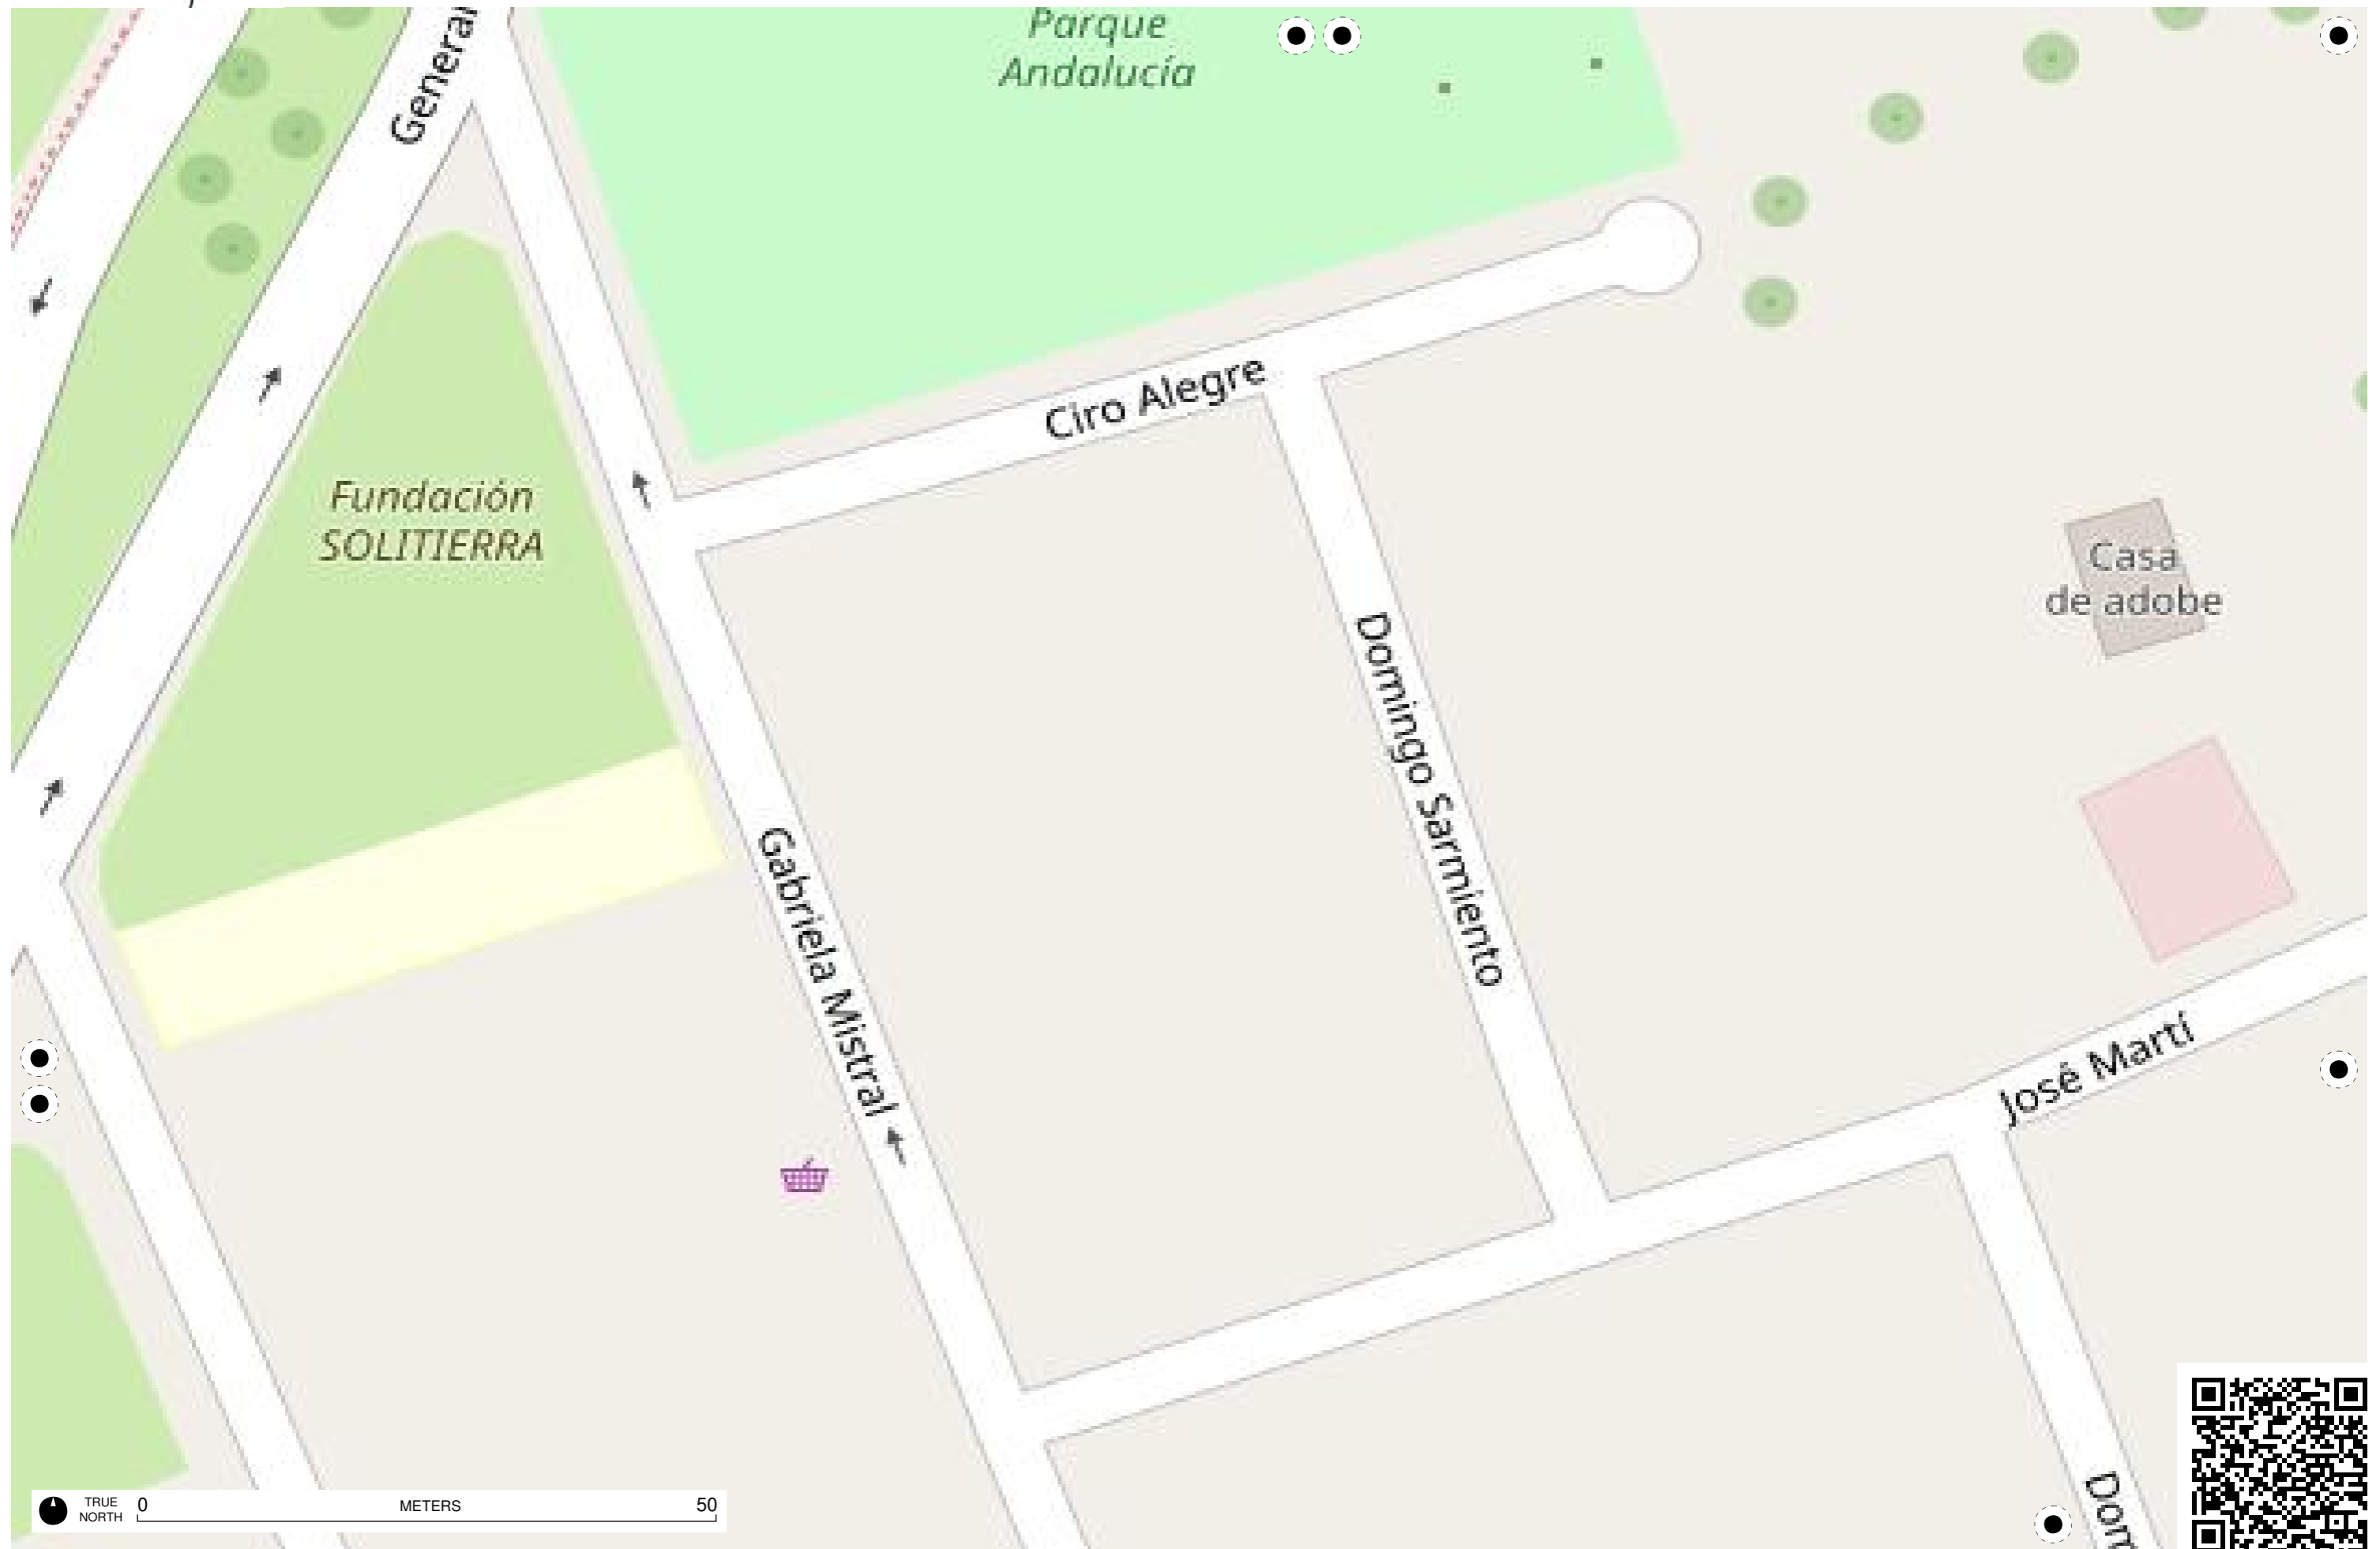 General
Parque
Andalucía
Ciro Alegre
Fundación
SOLITIERRA
Casa
de adobe
Domingo Sarmiento
Gabriela Mistral
José Martí
Dom
TRUE
NORTH
0 METERS 50